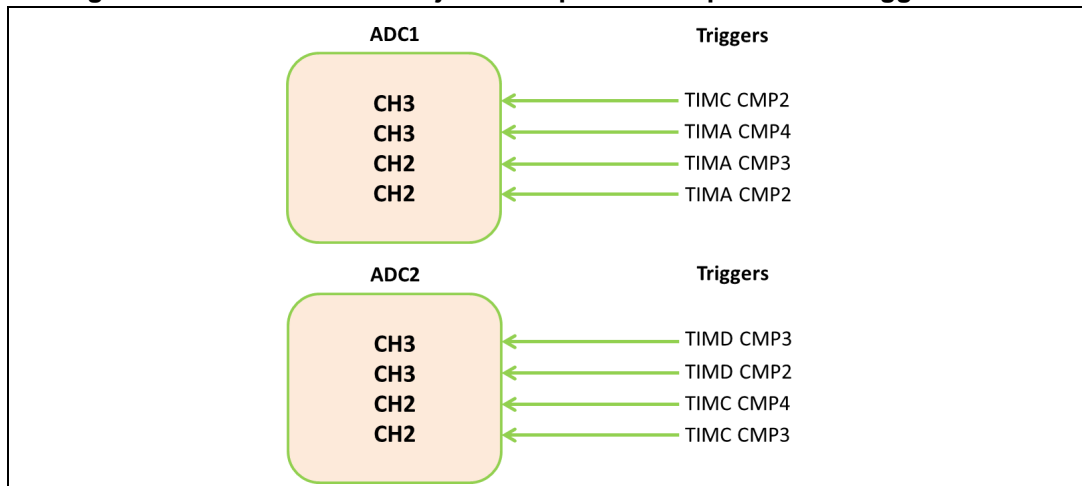 ADC1 Triggers
CH3 TIMC CMP2
CH3 TIMA CMP4
CH2 TIMA CMP3
CH2 TIMA CMP2
ADC2 Triggers
CH3 TIMD CMP3
CH3 TIMD CMP2
CH2 TIMC CMP4
CH2 TIMC CMP3